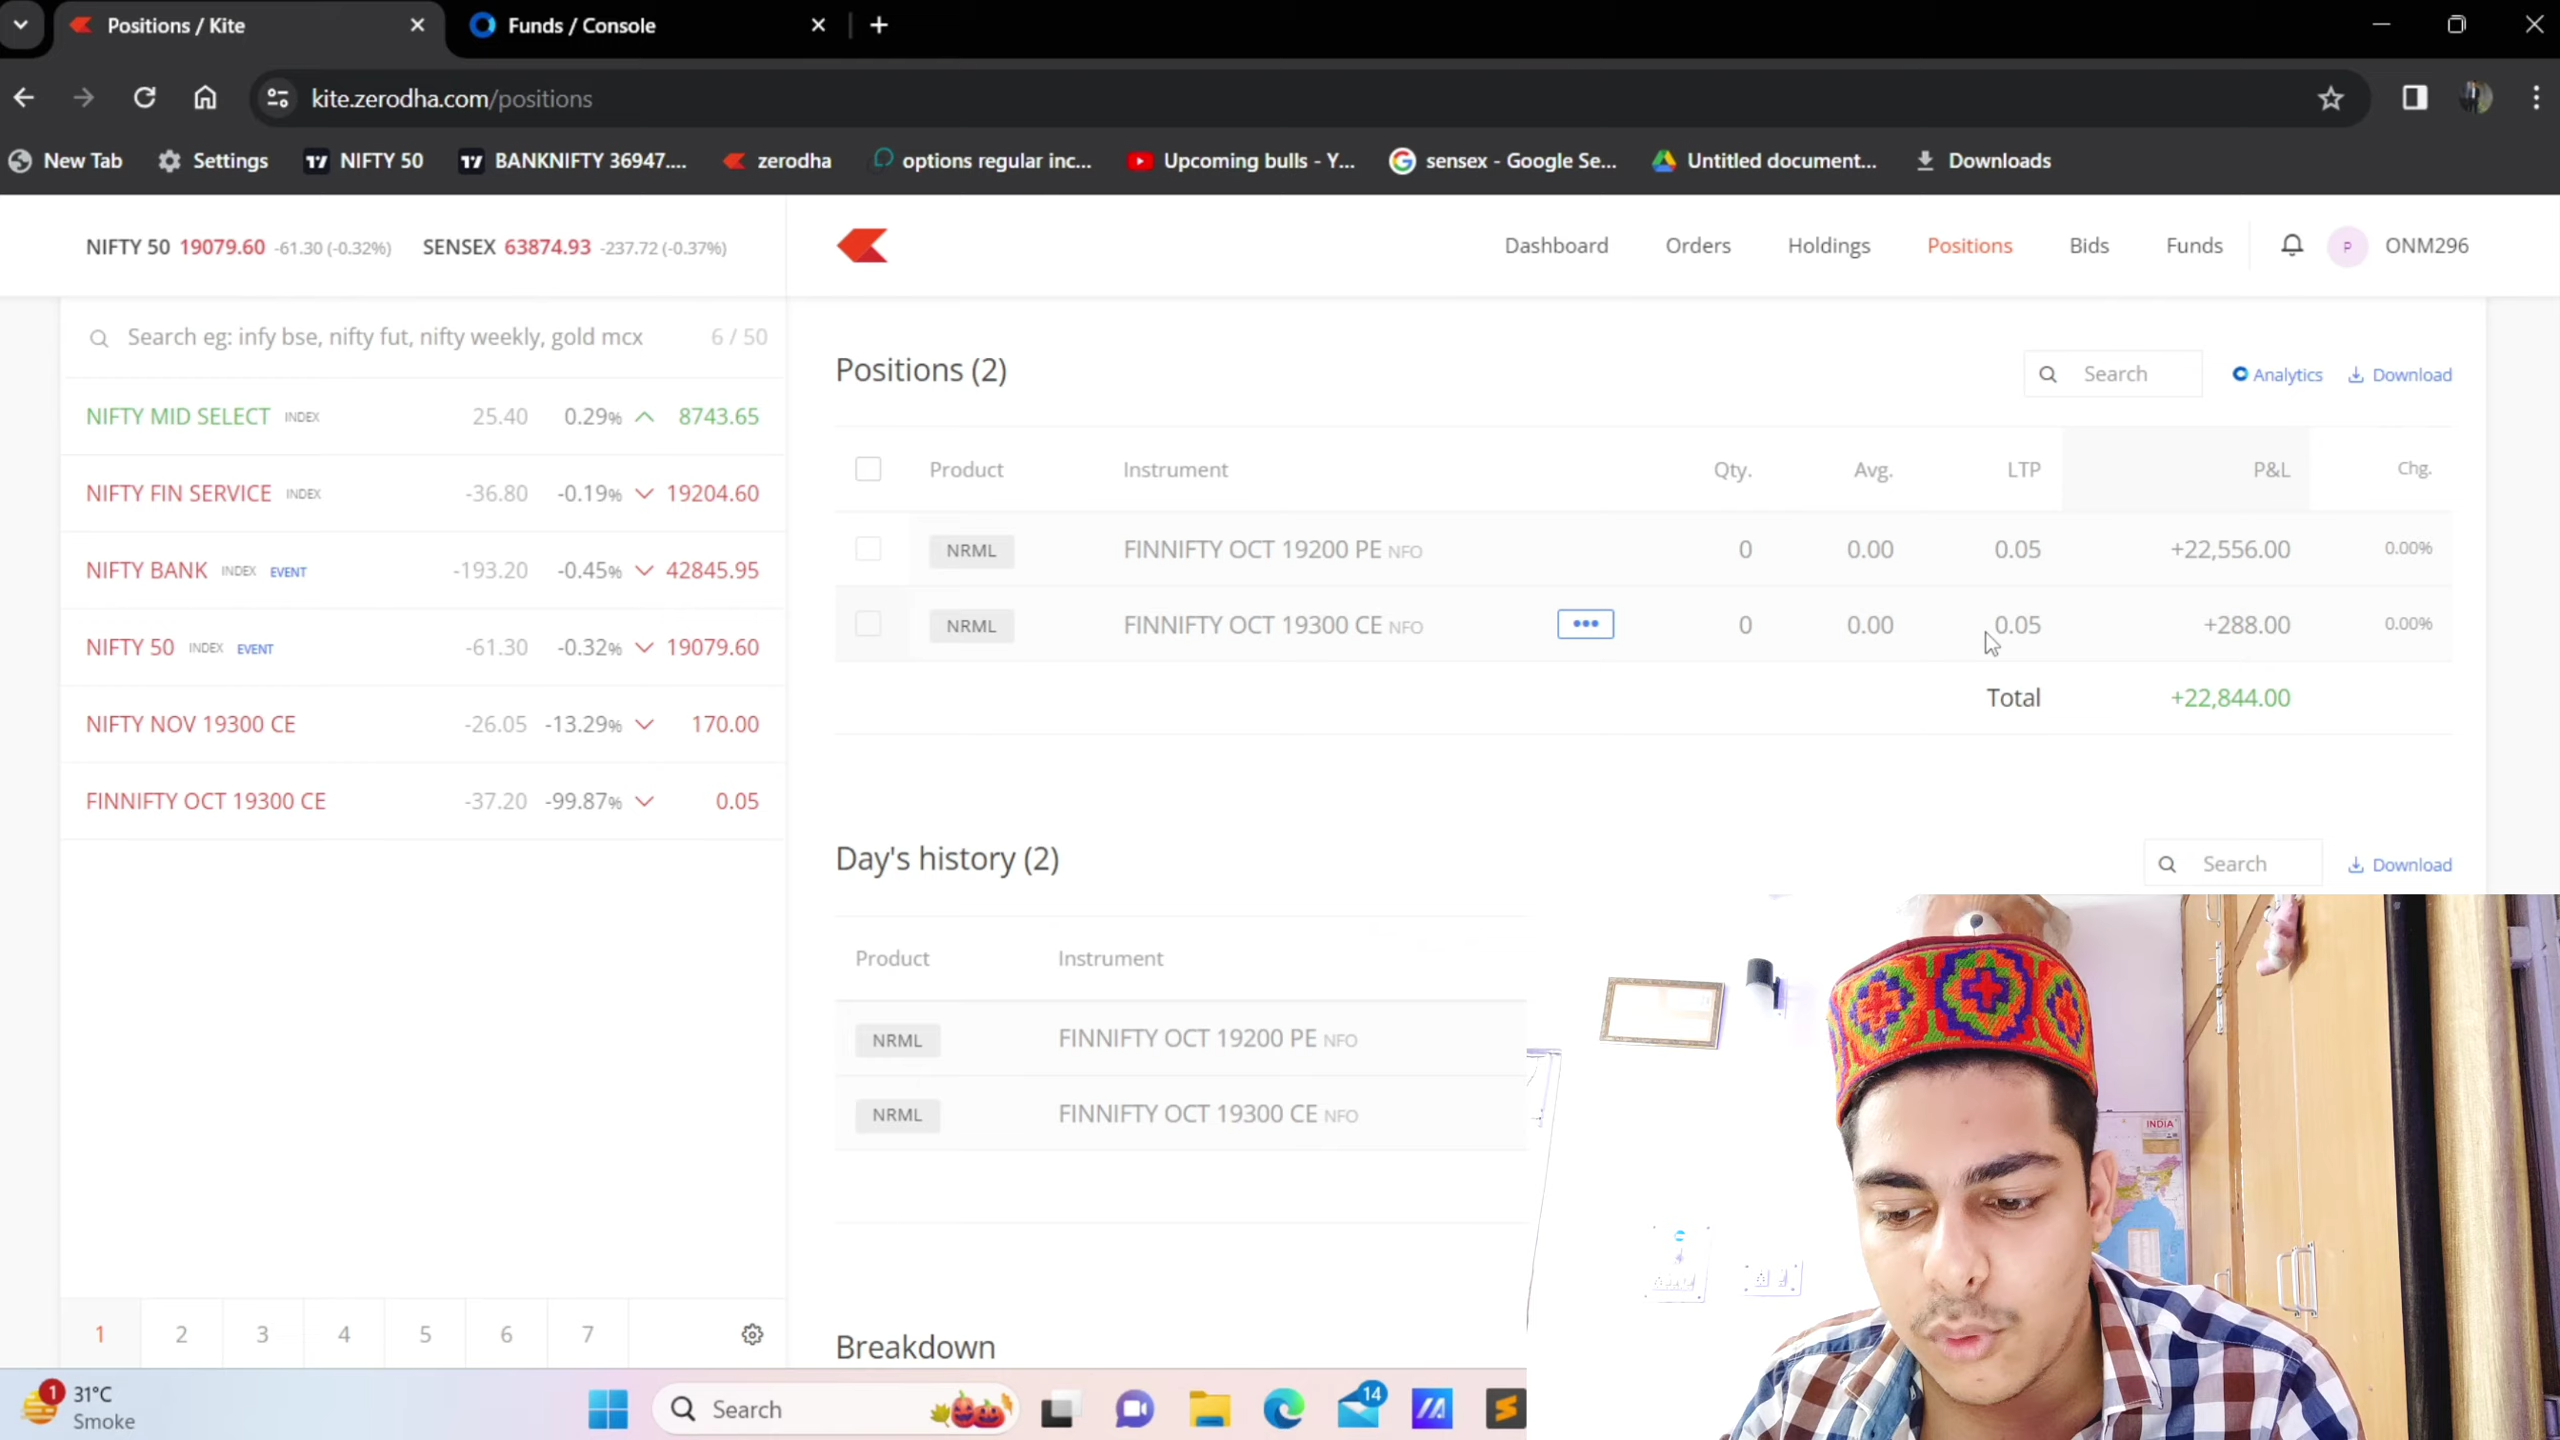 Positions / Kite
Funds / Console
kite.zerodha.com/positions
New Tab
Settings
NIFTY 50
BANKNIFTY 36947....
zerodha
options regular inc...
Upcoming bulls - Y...
sensex - Google Se...
Untitled document...
Downloads
NIFTY 50 19079.60 -61.30 (-0.32%) SENSEX 63874.93 -237.72 (-0.37%)
Dashboard Orders Holdings Positions Bids Funds P ONM296
Search eg: infy bse, nifty fut, nifty weekly, gold mcx 6 / 50
NIFTY MID SELECT INDEX 25.40 0.29% 8743.65
NIFTY FIN SERVICE INDEX -36.80 -0.19% 19204.60
NIFTY BANK INDEX EVENT -193.20 -0.45% 42845.95
NIFTY 50 INDEX EVENT -61.30 -0.32% 19079.60
NIFTY NOV 19300 CE -26.05 -13.29% 170.00
FINNIFTY OCT 19300 CE -37.20 -99.87% 0.05
1 2 3 4 5 6 7
Positions (2) Search Analytics Download
Product Instrument Qty. Avg. LTP P&L Chg.
NRML FINNIFTY OCT 19200 PE NFO 0 0.00 0.05 +22,556.00 0.00%
NRML FINNIFTY OCT 19300 CE NFO ••• 0 0.00 0.05 +288.00 0.00%
Total +22,844.00
Day's history (2) Search Download
Product Instrument
NRML FINNIFTY OCT 19200 PE NFO
NRML FINNIFTY OCT 19300 CE NFO
Breakdown
INDIA
1
31°C
Smoke
Search
14